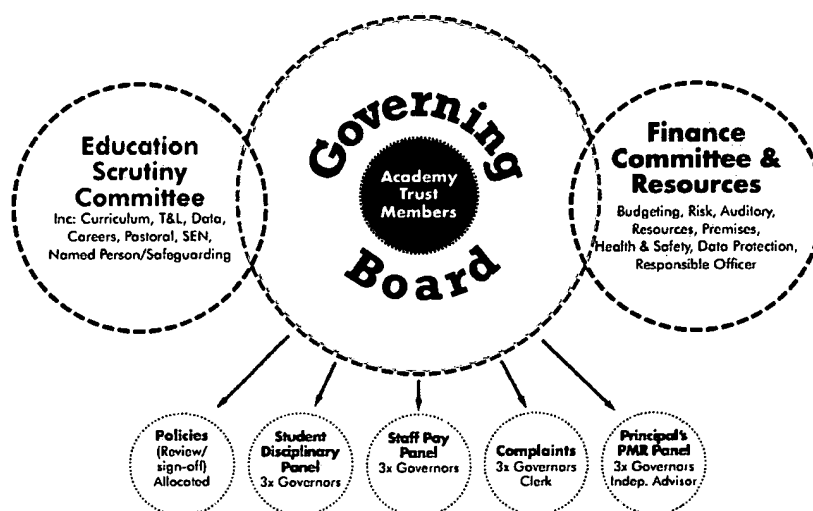 Education
Scrutiny
Committee
Inc: Curriculum, T&L, Data,
Careers, Pastoral, SEN,
Named Person/Safeguarding
Governing
Board
Academy
Trust
Members
Finance
Committee &
Resources
Budgeting, Risk, Auditory,
Resources, Premises,
Health & Safety, Data Protection,
Responsible Officer
Policies
(Review/
sign-off)
Allocated
Student
Disciplinary
Panel
3x Governors
Staff Pay
Panel
3x Governors
Complaints
3x Governors
Clerk
Principal's
PMR Panel
3x Governors
Indep. Advisor